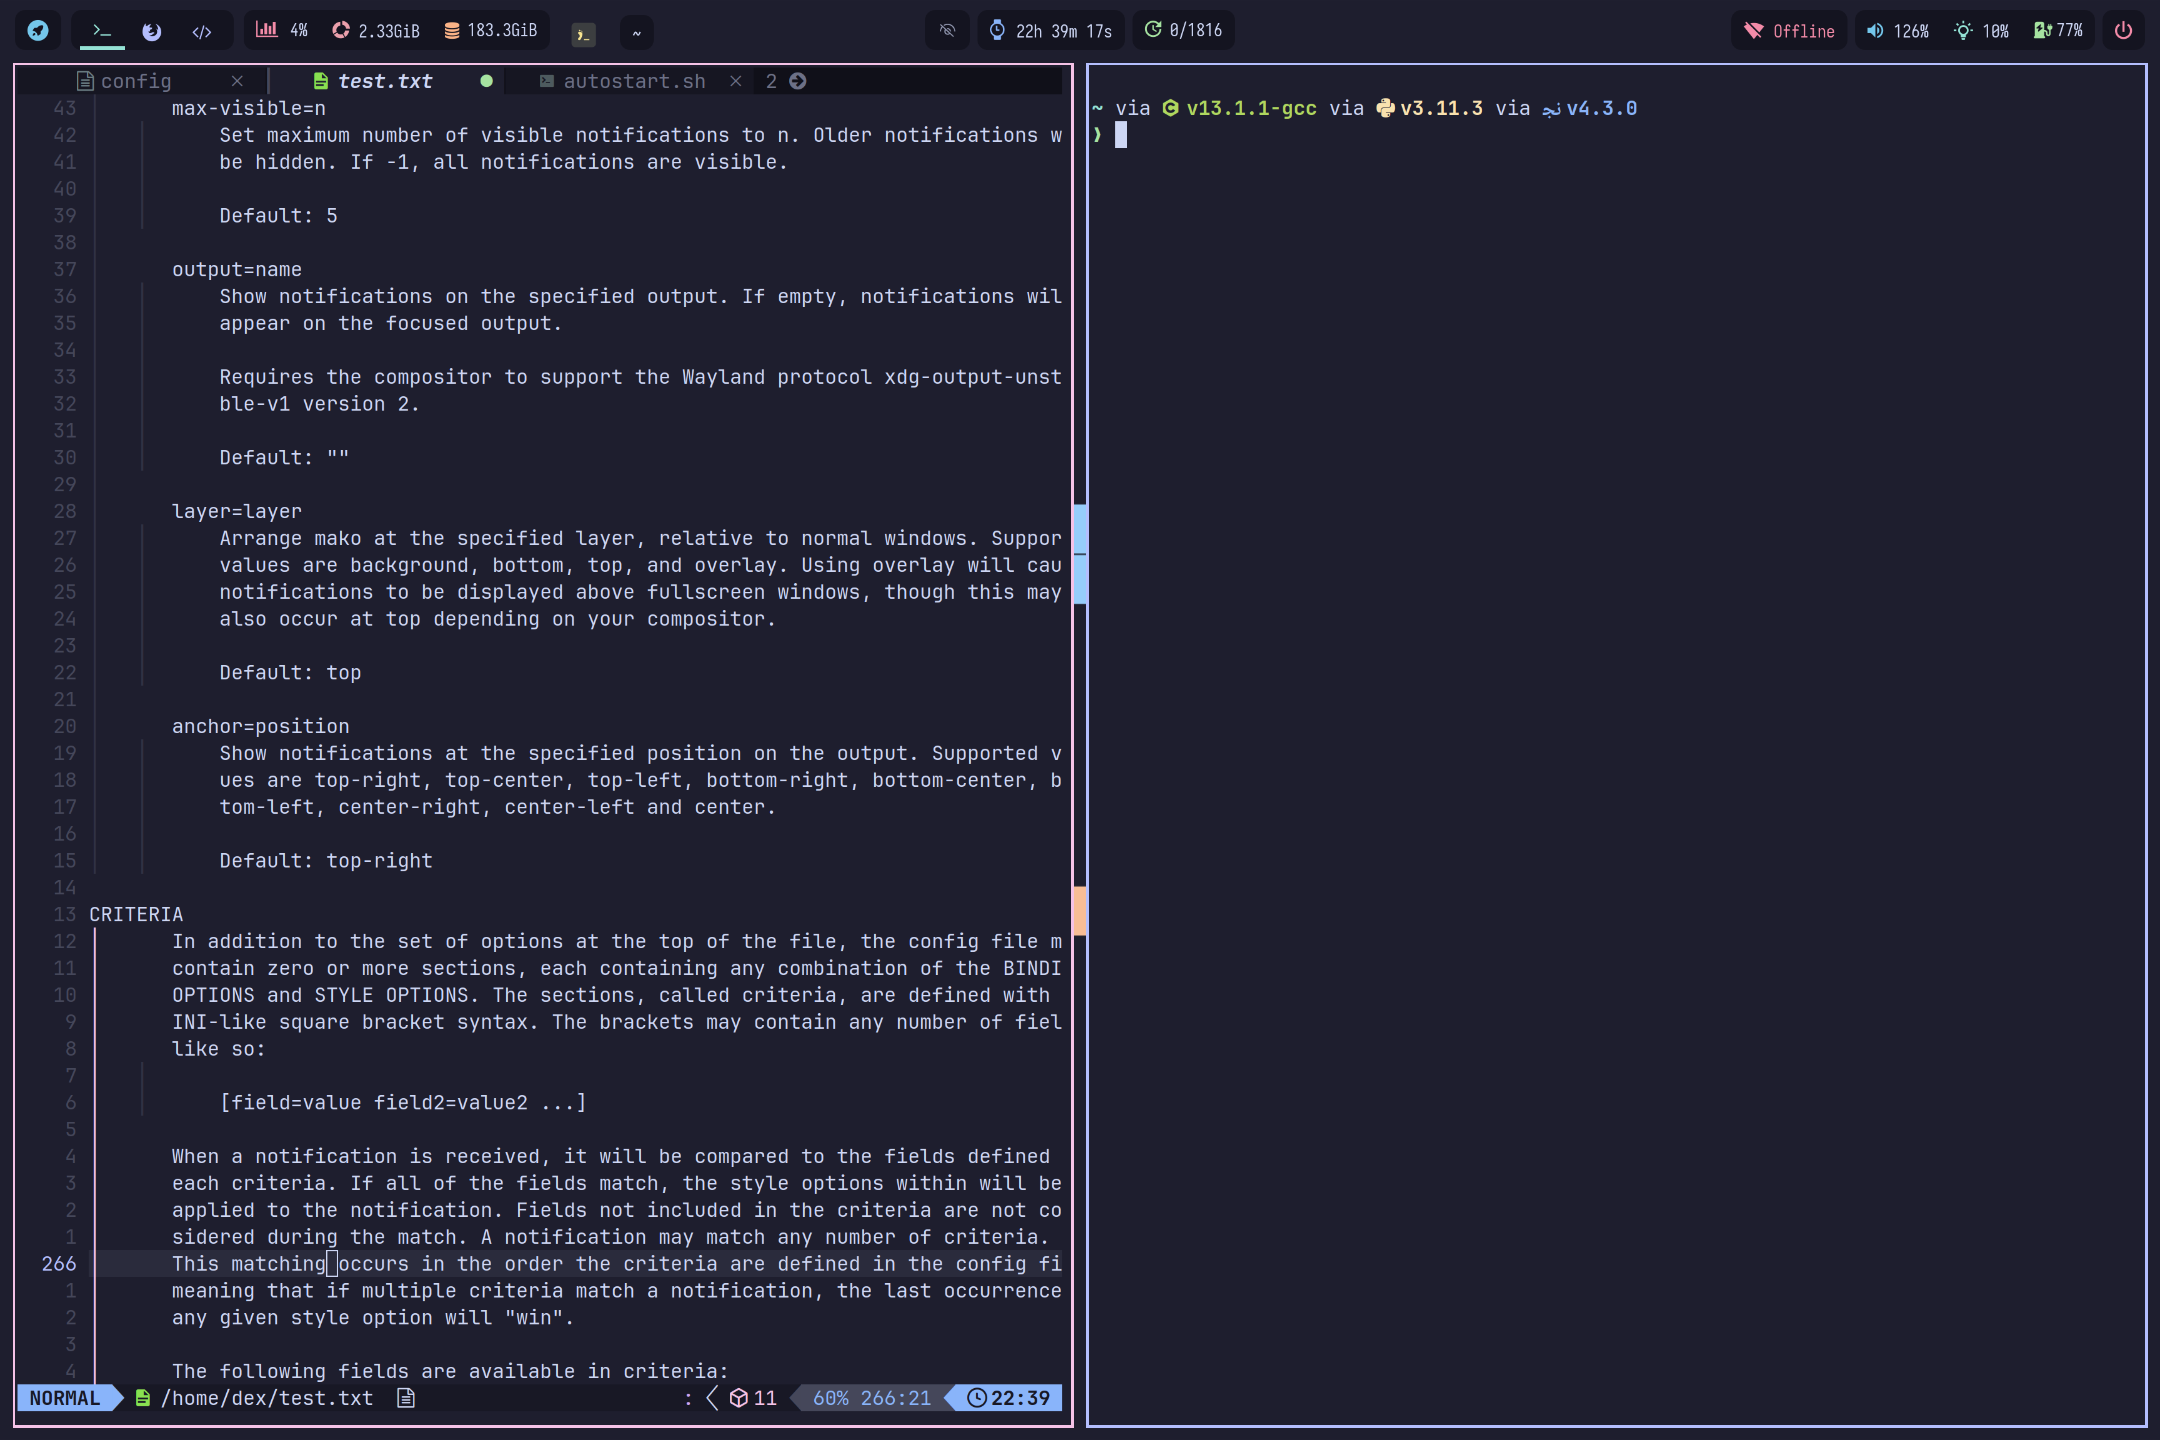 4% 2.33GiB 183.3GiB ~ 22h 39m 17s 0/1816 Offline 126% 10% 77%
config × test.txt autostart.sh × 2
43 max-visible=n
42 Set maximum number of visible notifications to n. Older notifications w
41 be hidden. If -1, all notifications are visible.
40
39 Default: 5
38
37 output=name
36 Show notifications on the specified output. If empty, notifications wil
35 appear on the focused output.
34
33 Requires the compositor to support the Wayland protocol xdg-output-unst
32 ble-v1 version 2.
31
30 Default: ""
29
28 layer=layer
27 Arrange mako at the specified layer, relative to normal windows. Suppor
26 values are background, bottom, top, and overlay. Using overlay will cau
25 notifications to be displayed above fullscreen windows, though this may
24 also occur at top depending on your compositor.
23
22 Default: top
21
20 anchor=position
19 Show notifications at the specified position on the output. Supported v
18 ues are top-right, top-center, top-left, bottom-right, bottom-center, b
17 tom-left, center-right, center-left and center.
16
15 Default: top-right
14
13 CRITERIA
12 In addition to the set of options at the top of the file, the config file m
11 contain zero or more sections, each containing any combination of the BINDI
10 OPTIONS and STYLE OPTIONS. The sections, called criteria, are defined with
9 INI-like square bracket syntax. The brackets may contain any number of fiel
8 like so:
7
6 [field=value field2=value2 ...]
5
4 When a notification is received, it will be compared to the fields defined
3 each criteria. If all of the fields match, the style options within will be
2 applied to the notification. Fields not included in the criteria are not co
1 sidered during the match. A notification may match any number of criteria.
266 This matching occurs in the order the criteria are defined in the config fi
1 meaning that if multiple criteria match a notification, the last occurrence
2 any given style option will "win".
3
4 The following fields are available in criteria:
NORMAL /home/dex/test.txt : 11 60% 266:21 22:39
~ via C v13.1.1-gcc via v3.11.3 via نجد v4.3.0
❯